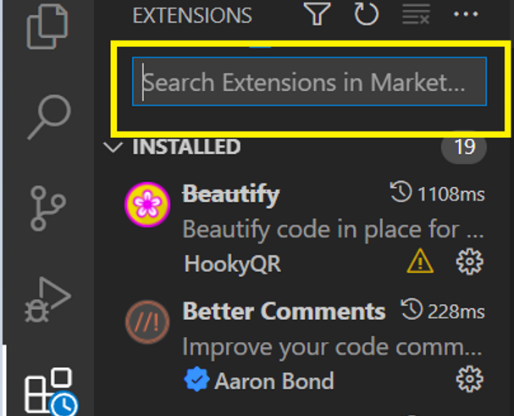 EXTENSIONS
Search Extensions in Market...
INSTALLED 19
Beautify 1108ms
Beautify code in place for ...
HookyQR
//!
Better Comments 228ms
Improve your code comm...
Aaron Bond